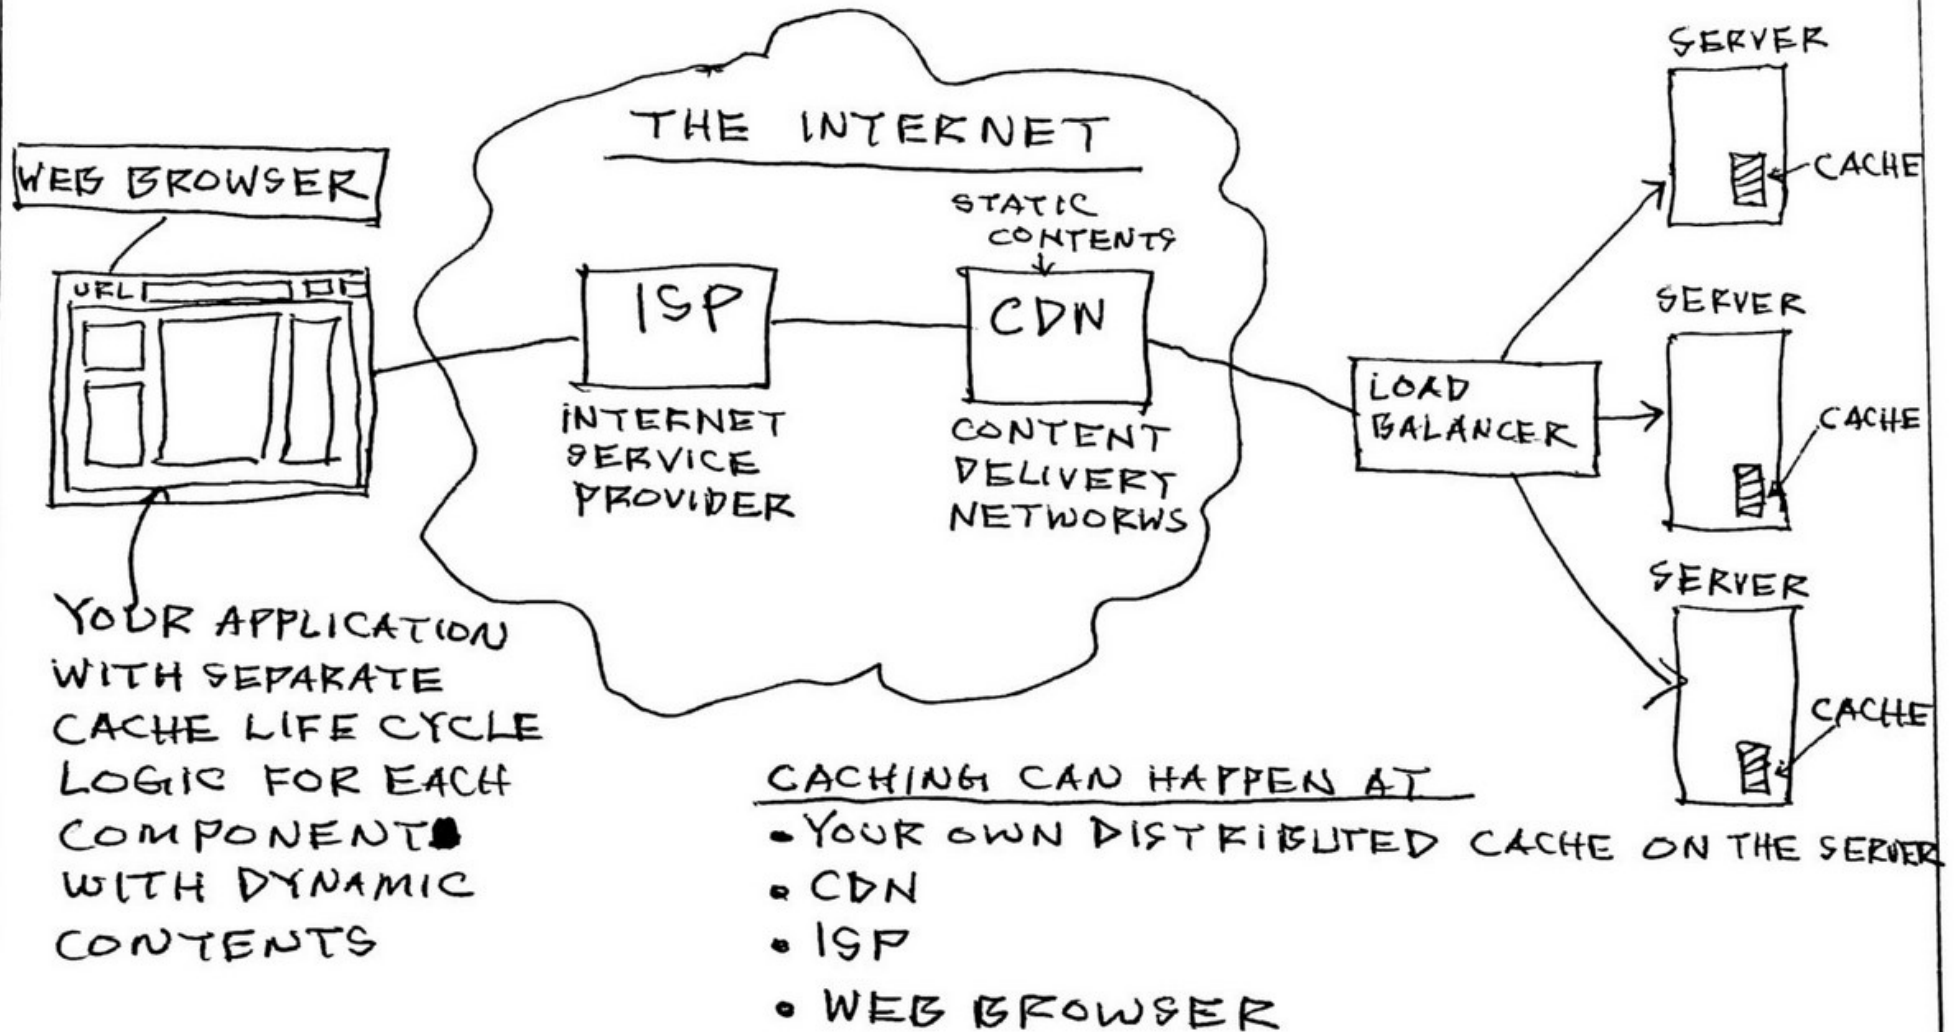 WEB BROWSER
URL
YOUR APPLICATION
WITH SEPARATE
CACHE LIFE CYCLE
LOGIC FOR EACH
COMPONENT
WITH DYNAMIC
CONTENTS
THE INTERNET
ISP
INTERNET
SERVICE
PROVIDER
STATIC
CONTENTS
CDN
CONTENT
DELIVERY
NETWORKS
LOAD
BALANCER
SERVER
CACHE
SERVER
CACHE
SERVER
CACHE
CACHING CAN HAPPEN AT
• YOUR OWN DISTRIBUTED CACHE ON THE SERVER
• CDN
• ISP
• WEB BROWSER